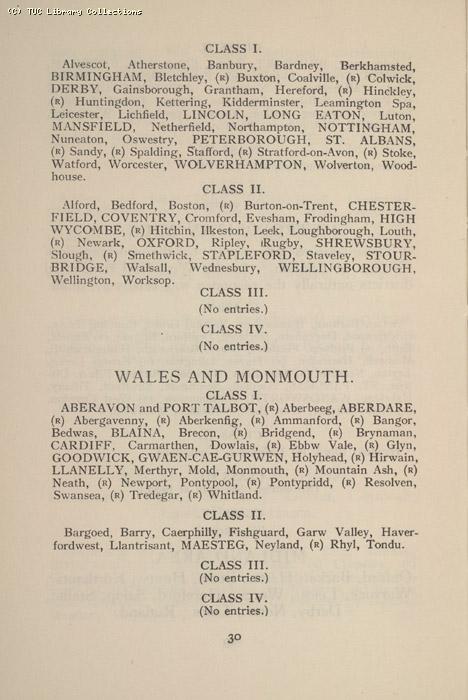 (C) TUC Library Collections
CLASS I.
Alvescot, Atherstone, Banbury, Bardney, Berkhamsted,
BIRMINGHAM, Bletchley, (R) Buxton, Coalville, (R) Colwick,
DERBY, Gainsborough, Grantham, Hereford, (R) Hinckley,
(R) Huntingdon, Kettering, Kidderminster, Leamington Spa,
Leicester, Lichfield, LINCOLN, LONG EATON, Luton,
MANSFIELD, Netherfield, Northampton, NOTTINGHAM,
Nuneaton, Oswestry, PETERBOROUGH, ST. ALBANS,
(R) Sandy, (R) Spalding, Stafford, (R) Stratford-on-Avon, (R) Stoke,
Watford, Worcester, WOLVERHAMPTON, Wolverton, Wood-
house.
CLASS II.
Alford, Bedford, Boston, (R) Burton-on-Trent, CHESTER-
FIELD, COVENTRY, Cromford, Evesham, Frodingham, HIGH
WYCOMBE, (R) Hitchin, Ilkeston, Leek, Loughborough, Louth,
(R) Newark, OXFORD, Ripley, Rugby, SHREWSBURY,
Slough, (R) Smethwick, STAPLEFORD, Staveley, STOUR-
BRIDGE, Walsall, Wednesbury, WELLINGBOROUGH,
Wellington, Worksop.
CLASS III.
(No entries.)
CLASS IV.
(No entries.)
WALES AND MONMOUTH.
CLASS I.
ABERAVON and PORT TALBOT, (R) Aberbeeg, ABERDARE,
(R) Abergavenny, (R) Aberkenfig, (R) Ammanford, (R) Bangor,
Bedwas, BLAINA, Brecon, (R) Bridgend, (R) Brynaman,
CARDIFF, Carmarthen, Dowlais, (R) Ebbw Vale, (R) Glyn,
GOODWICK, GWAEN-CAE-GURWEN, Holyhead, (R) Hirwain,
LLANELLY, Merthyr, Mold, Monmouth, (R) Mountain Ash, (R)
Neath, (R) Newport, Pontypool, (R) Pontypridd, (R) Resolven,
Swansea, (R) Tredegar, (R) Whitland.
CLASS II.
Bargoed, Barry, Caerphilly, Fishguard, Garw Valley, Haver-
fordwest, Llantrisant, MAESTEG, Neyland, (R) Rhyl, Tondu.
CLASS III.
(No entries.)
CLASS IV.
(No entries.)
30